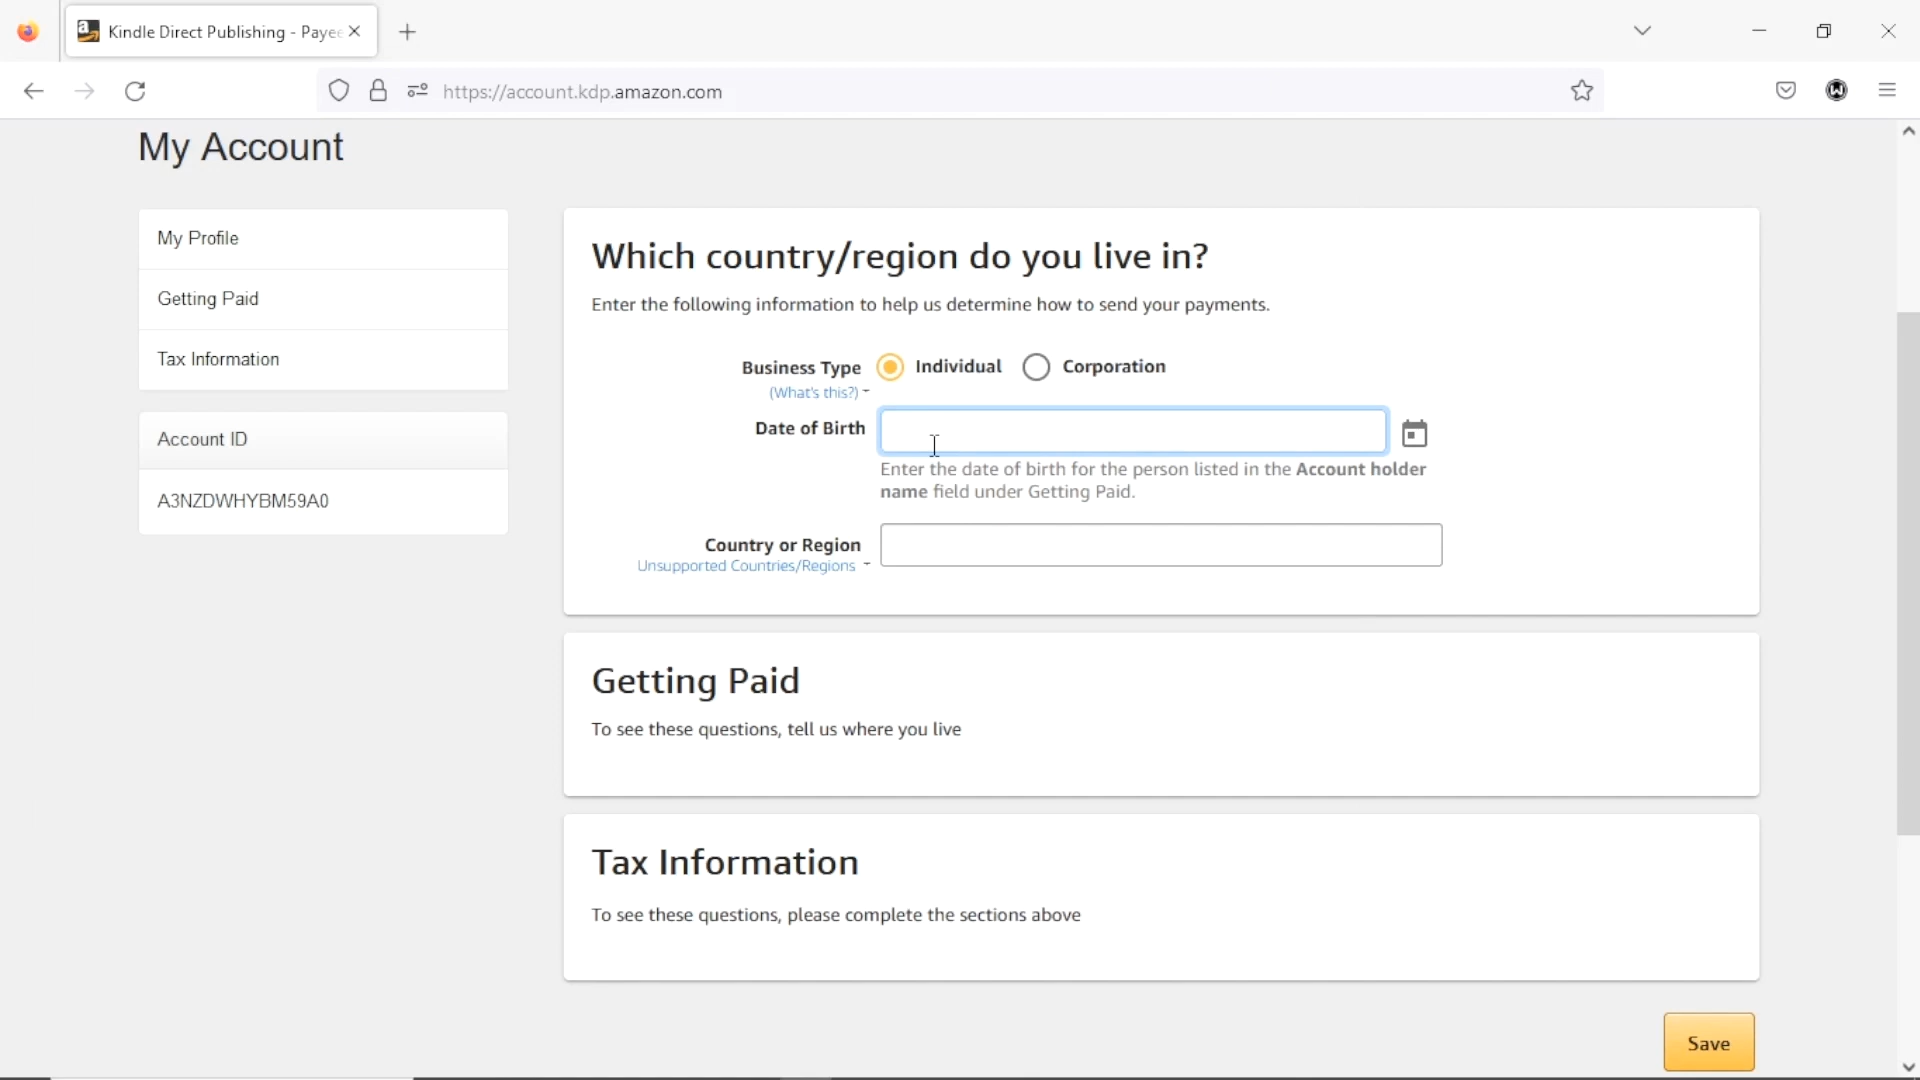 Kindle Direct Publishing - Payee
https://account.kdp.amazon.com
My Account
My Profile
Getting Paid
Tax Information
Account ID
A3NZDWHYBM59A0
Which country/region do you live in?
Enter the following information to help us determine how to send your payments.
Business Type Individual Corporation
(What's this?)
Date of Birth
Enter the date of birth for the person listed in the Account holder
name field under Getting Paid.
Country or Region
Unsupported Countries/Regions
Getting Paid
To see these questions, tell us where you live
Tax Information
To see these questions, please complete the sections above
Save